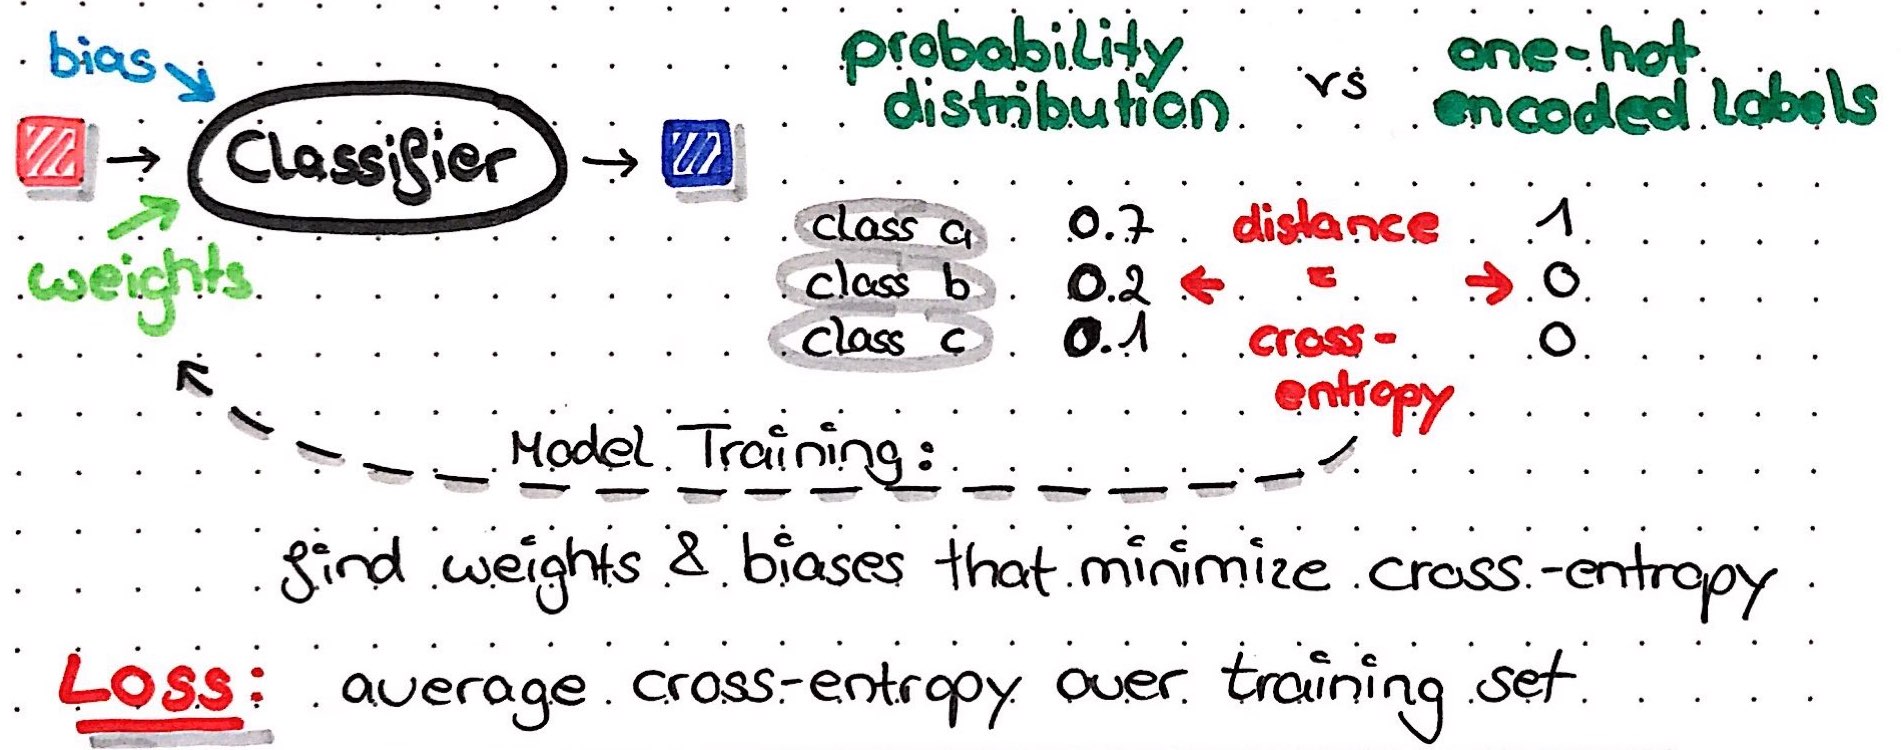 bias
Classifier
weights
probability
distribution
vs
one-hot
encoded labels
class a 0.7 distance 1
class b 0.2 = 0
class c 0.1 cross- 0
entropy
Model Training:
find weights & biases that minimize cross-entropy
Loss: average cross-entropy over training set